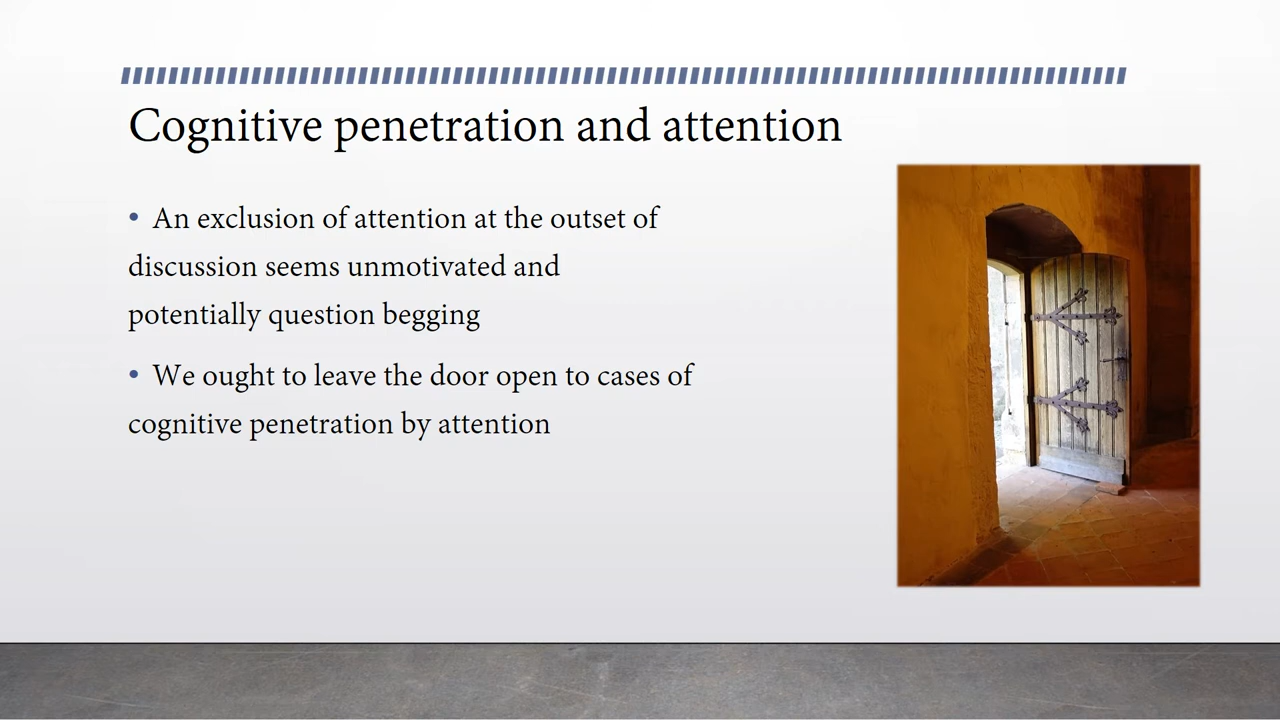 Cognitive penetration and attention
• An exclusion of attention at the outset of
discussion seems unmotivated and
potentially question begging
• We ought to leave the door open to cases of
cognitive penetration by attention